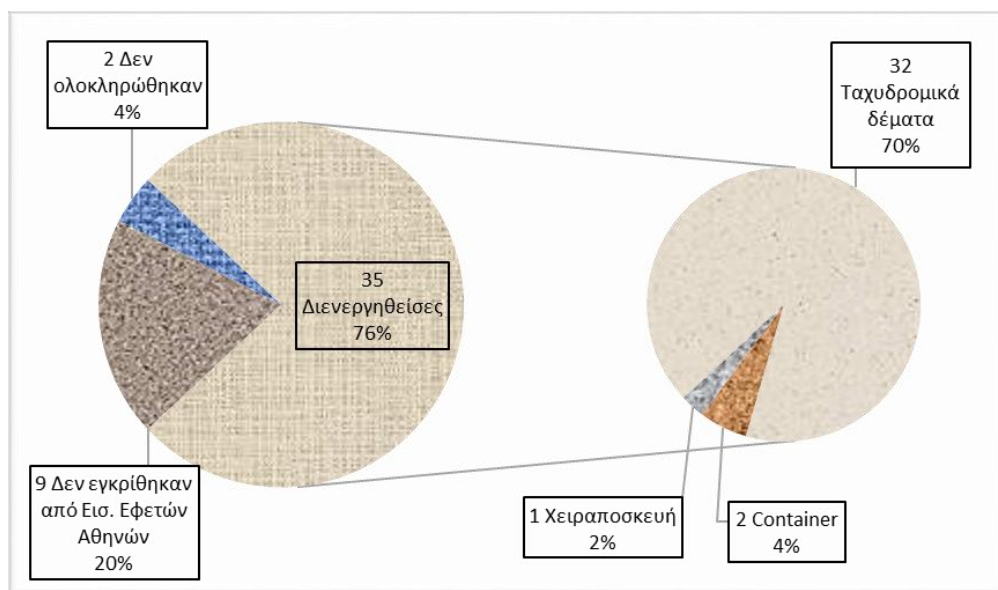 2 Δεν
ολοκληρώθηκαν
4%
32
Ταχυδρομικά
δέματα
70%
35
Διενεργηθείσες
76%
9 Δεν εγκρίθηκαν
από Εισ. Εφετών
Αθηνών
20%
1 Χειραποσκευή
2%
2 Container
4%